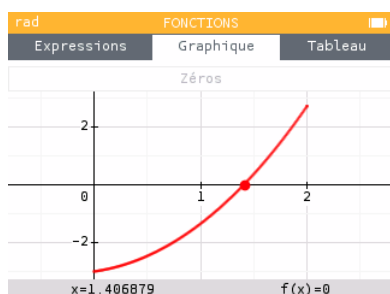 rad FONCTIONS
Expressions Graphique Tableau
Zéros
2
0 1 2
-2
x=1.406879 f(x)=0